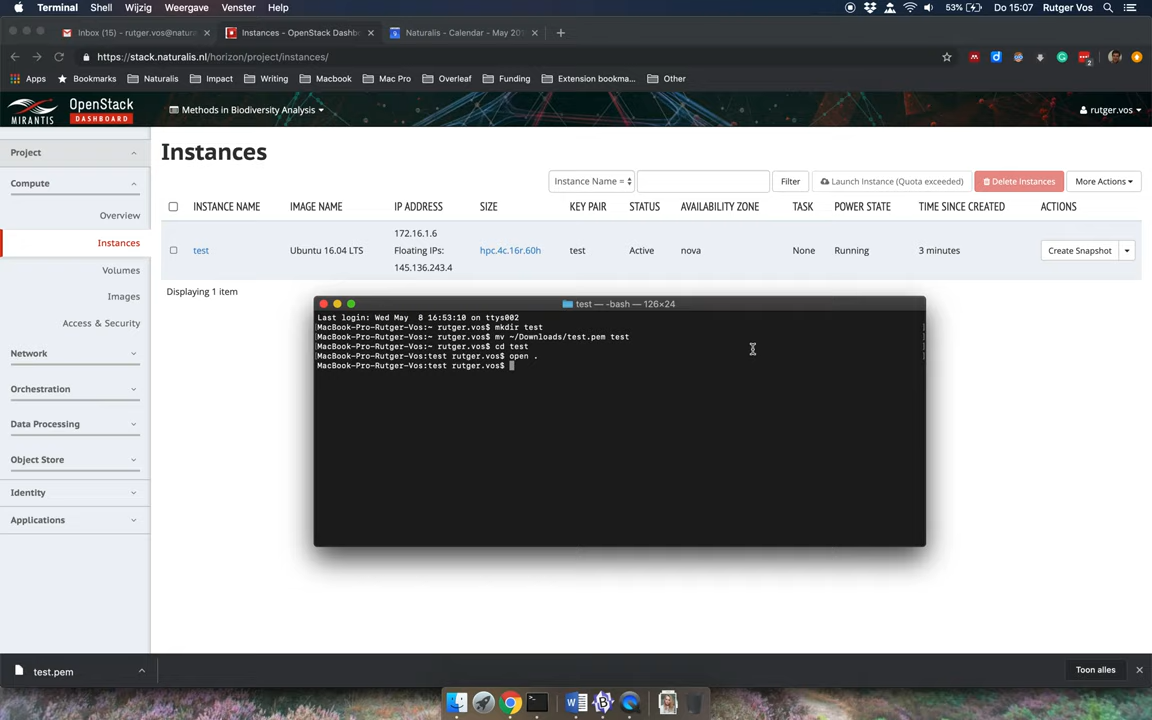 Terminal Shell Wijzig Weergave Venster Help 53% Do 15:07 Rutger Vos
Inbox (15) - rutger.vos@natura Instances - OpenStack Dashbo Naturalis - Calendar - May 201
https://stack.naturalis.nl/horizon/project/instances/
Apps Bookmarks Naturalis Impact Writing Macbook Mac Pro Overleaf Funding Extension bookma... Other
MIRANTIS OpenStack DASHBOARD Methods in Biodiversity Analysis rutger.vos
Project
Compute
Overview
Instances
Volumes
Images
Access & Security
Network
Orchestration
Data Processing
Object Store
Identity
Applications
Instances
Instance Name = Filter Launch Instance (Quota exceeded) Delete Instances More Actions
INSTANCE NAME IMAGE NAME IP ADDRESS SIZE KEY PAIR STATUS AVAILABILITY ZONE TASK POWER STATE TIME SINCE CREATED ACTIONS
172.16.1.6
test Ubuntu 16.04 LTS Floating IPs: hpc.4c.16r.60h test Active nova None Running 3 minutes Create Snapshot
145.136.243.4
Displaying 1 item
test — -bash — 126×24
Last login: Wed May  8 16:53:10 on ttys002
[MacBook-Pro-Rutger-Vos:~ rutger.vos$ mkdir test ]
[MacBook-Pro-Rutger-Vos:~ rutger.vos$ mv ~/Downloads/test.pem test ]
[MacBook-Pro-Rutger-Vos:~ rutger.vos$ cd test ]
[MacBook-Pro-Rutger-Vos:test rutger.vos$ open . ]
MacBook-Pro-Rutger-Vos:test rutger.vos$
test.pem Toon alles